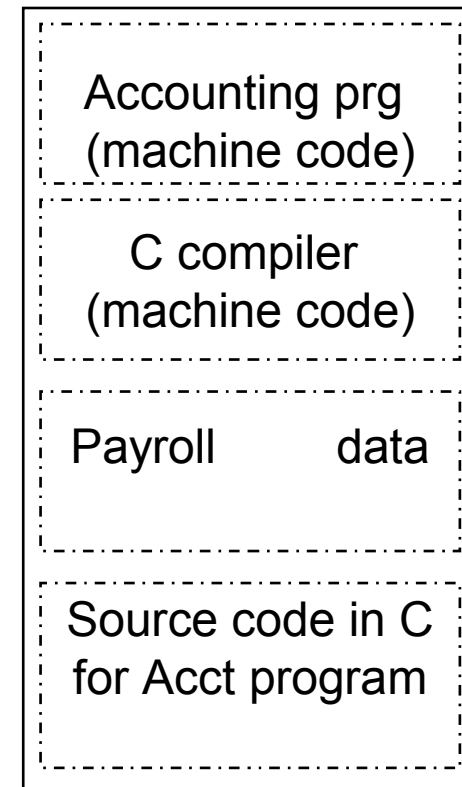 Accounting prg
(machine code)
C compiler
(machine code)
Payroll data
Source code in C
for Acct program